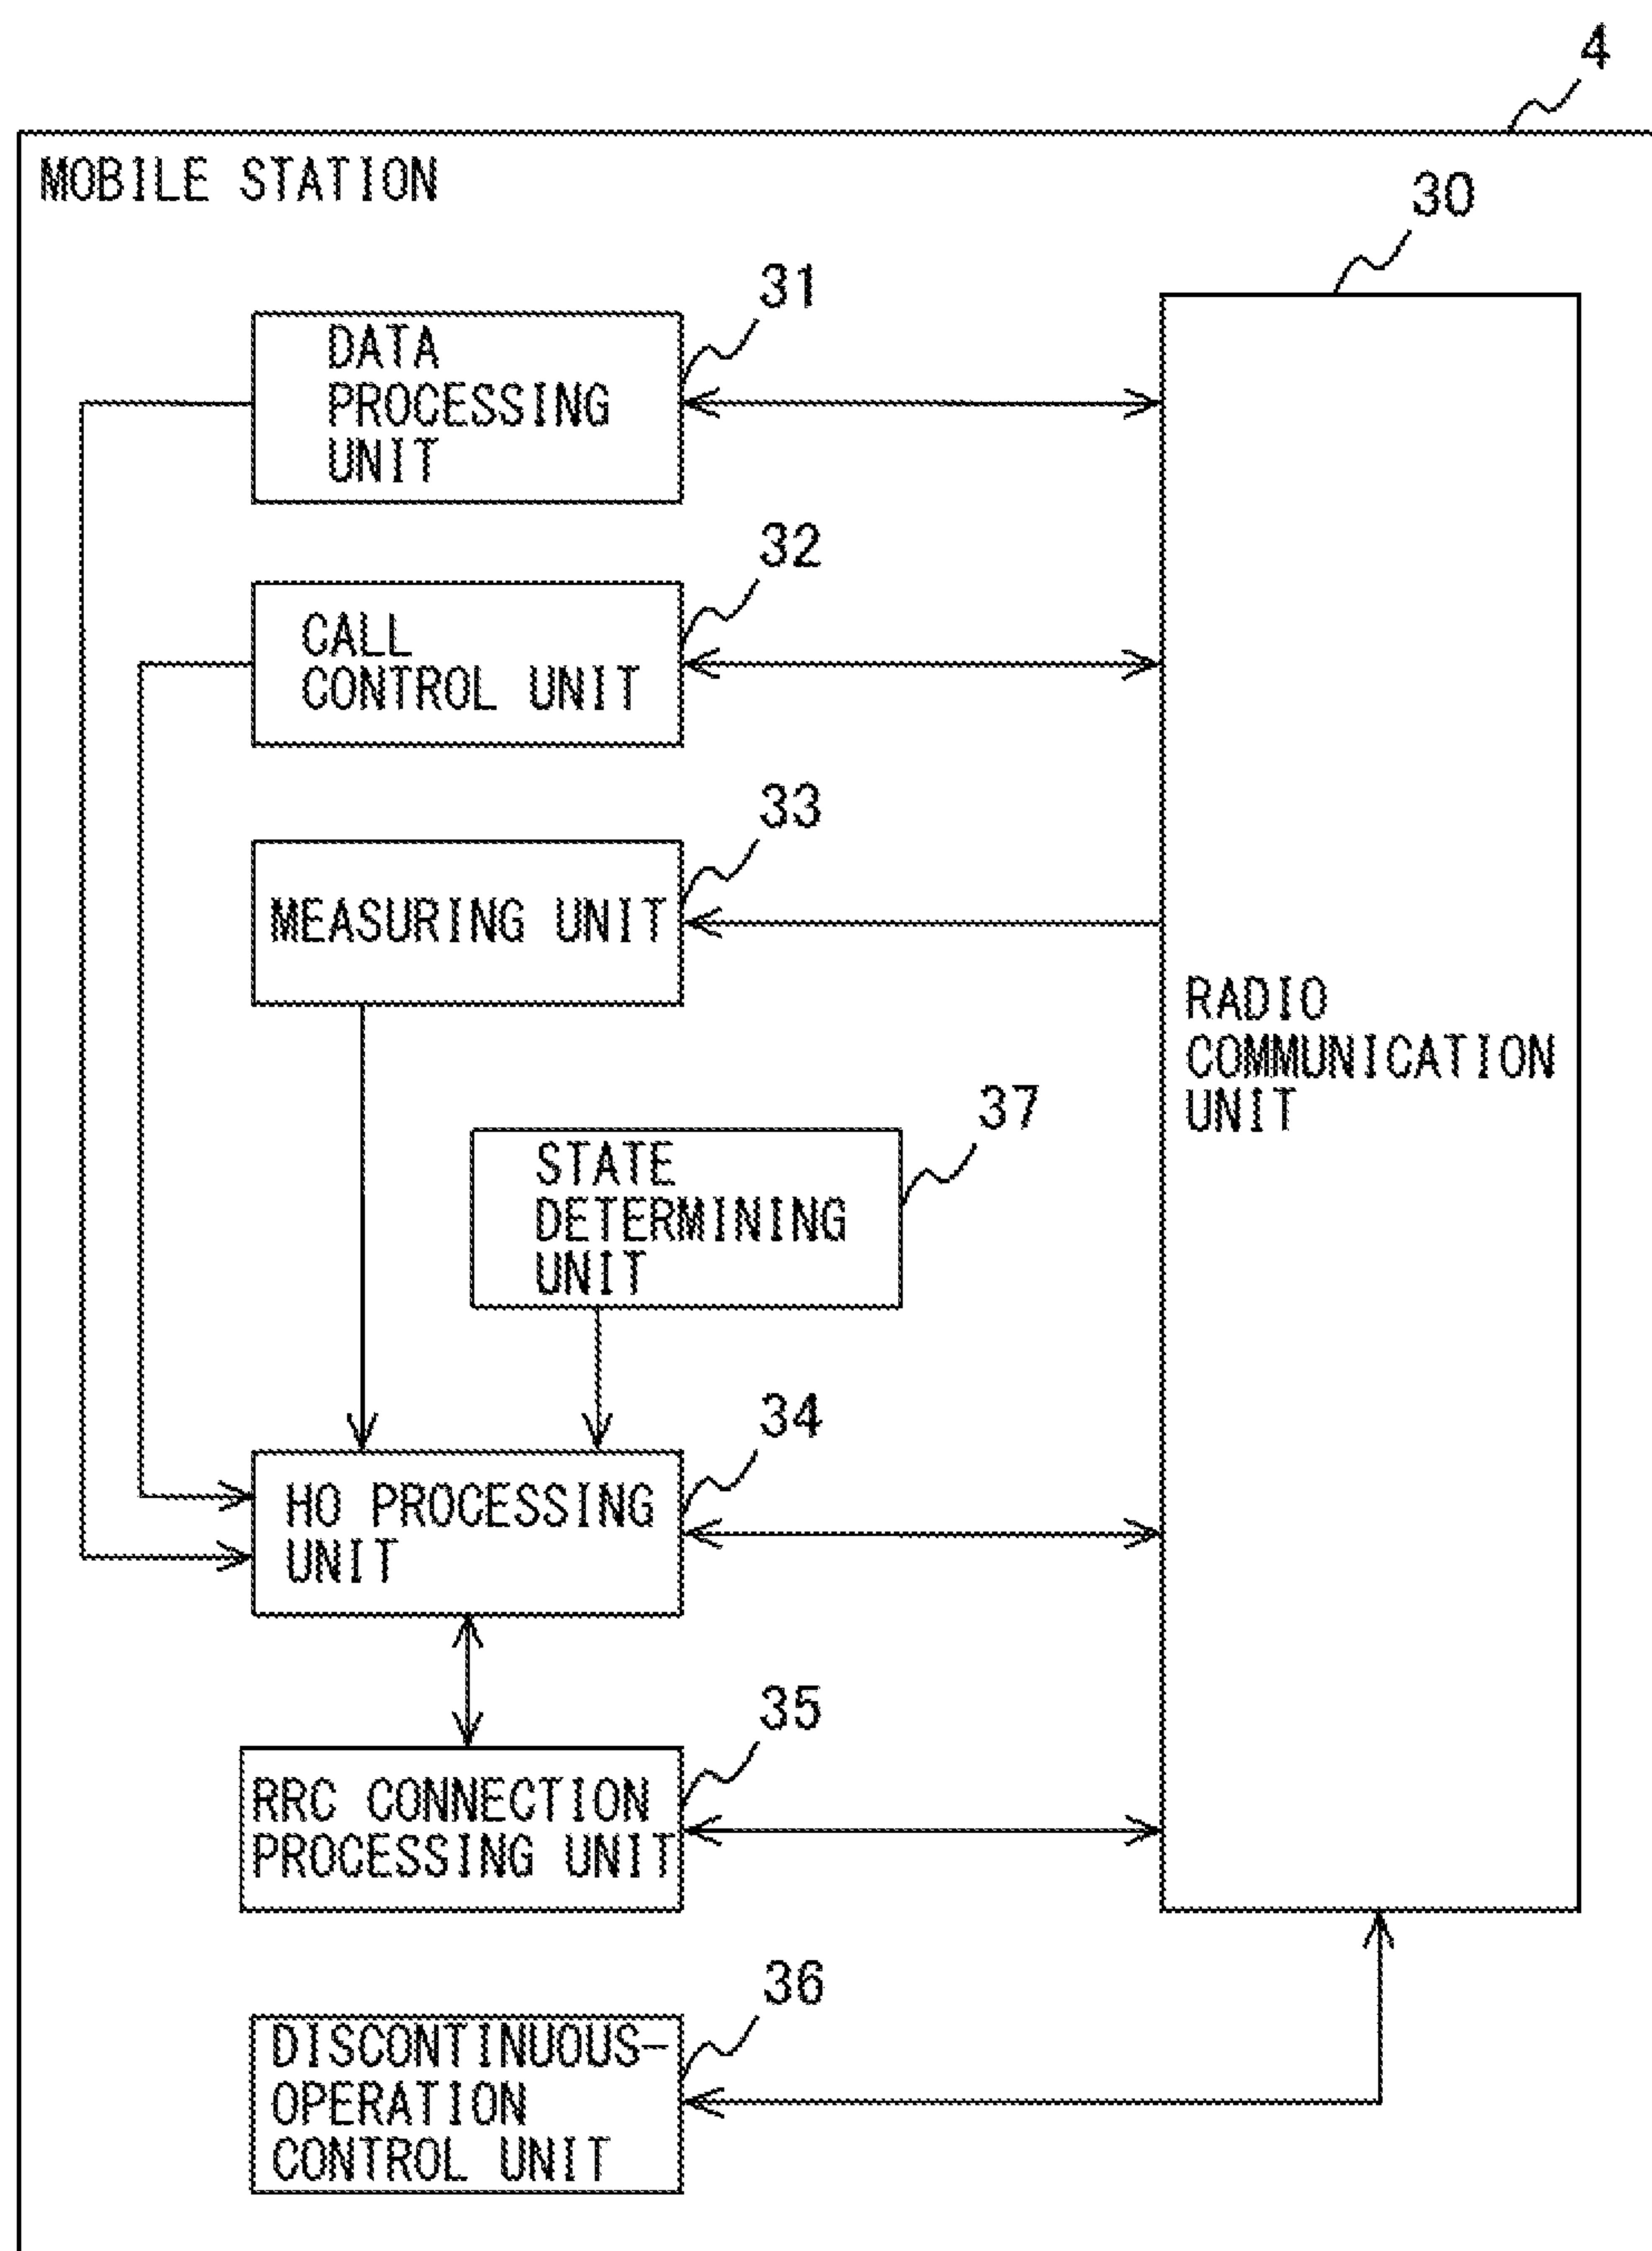 4
MOBILE STATION
30
31
DATA
PROCESSING
UNIT
32
CALL
CONTROL UNIT
33
MEASURING UNIT
RADIO
COMMUNICATION
UNIT
37
STATE
DETERMINING
UNIT
34
HO PROCESSING
UNIT
35
RRC CONNECTION
PROCESSING UNIT
36
DISCONTINUOUS-
OPERATION
CONTROL UNIT